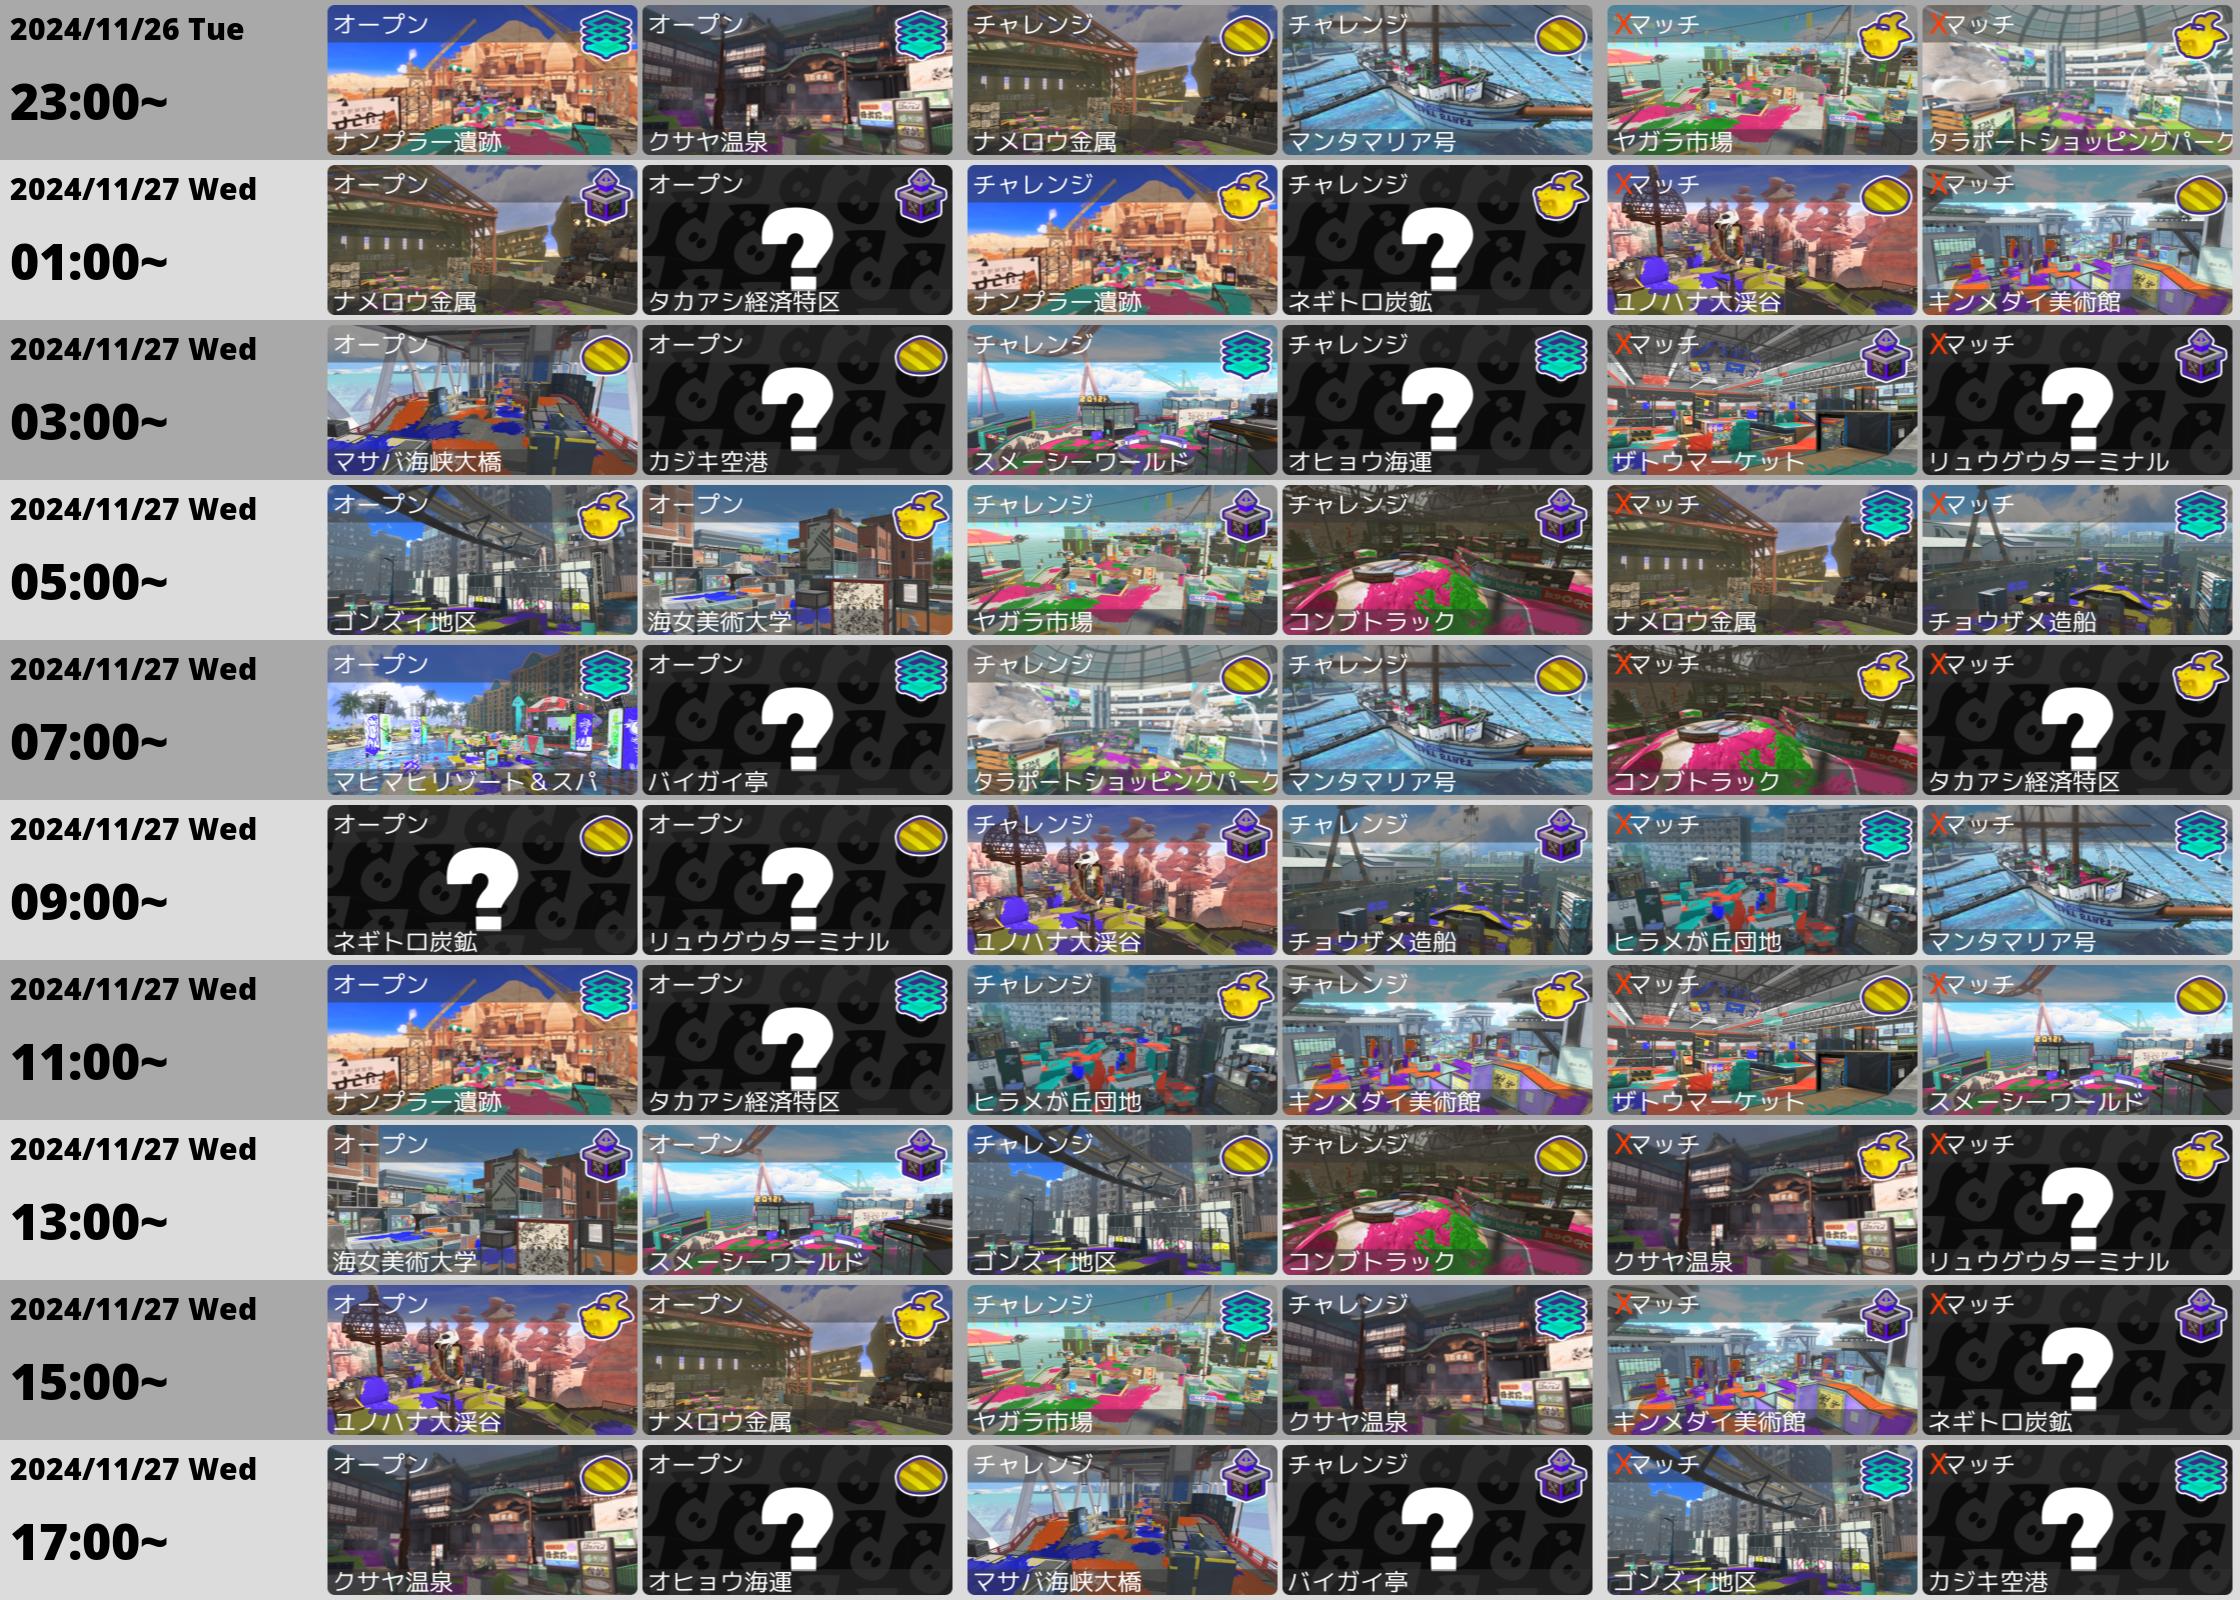 2024/11/26 Tue
23:00~
オープン
ナンプラー遺跡
オープン
クサヤ温泉
チャレンジ
ナメロウ金属
チャレンジ
マンタマリア号
Xマッチ
ヤガラ市場
Xマッチ
タラポートショッピングパーク
2024/11/27 Wed
01:00~
オープン
ナメロウ金属
オープン
?
タカアシ経済特区
チャレンジ
ナンプラー遺跡
チャレンジ
?
ネギトロ炭鉱
Xマッチ
ユノハナ大渓谷
Xマッチ
キンメダイ美術館
2024/11/27 Wed
03:00~
オープン
マサバ海峡大橋
オープン
?
カジキ空港
チャレンジ
スメーシーワールド
チャレンジ
?
オヒョウ海運
Xマッチ
ザトウマーケット
Xマッチ
?
リュウグウターミナル
2024/11/27 Wed
05:00~
オープン
ゴンズイ地区
オープン
海女美術大学
チャレンジ
ヤガラ市場
チャレンジ
コンブトラック
Xマッチ
ナメロウ金属
Xマッチ
チョウザメ造船
2024/11/27 Wed
07:00~
オープン
マヒマヒリゾート＆スパ
オープン
?
バイガイ亭
チャレンジ
タラポートショッピングパーク
チャレンジ
マンタマリア号
Xマッチ
コンブトラック
Xマッチ
?
タカアシ経済特区
2024/11/27 Wed
09:00~
オープン
?
ネギトロ炭鉱
オープン
?
リュウグウターミナル
チャレンジ
ユノハナ大渓谷
チャレンジ
チョウザメ造船
Xマッチ
ヒラメが丘団地
Xマッチ
マンタマリア号
2024/11/27 Wed
11:00~
オープン
ナンプラー遺跡
オープン
?
タカアシ経済特区
チャレンジ
ヒラメが丘団地
チャレンジ
キンメダイ美術館
Xマッチ
ザトウマーケット
Xマッチ
スメーシーワールド
2024/11/27 Wed
13:00~
オープン
海女美術大学
オープン
スメーシーワールド
チャレンジ
ゴンズイ地区
チャレンジ
コンブトラック
Xマッチ
クサヤ温泉
Xマッチ
?
リュウグウターミナル
2024/11/27 Wed
15:00~
オープン
ユノハナ大渓谷
オープン
ナメロウ金属
チャレンジ
ヤガラ市場
チャレンジ
クサヤ温泉
Xマッチ
キンメダイ美術館
Xマッチ
?
ネギトロ炭鉱
2024/11/27 Wed
17:00~
オープン
クサヤ温泉
オープン
?
オヒョウ海運
チャレンジ
マサバ海峡大橋
チャレンジ
?
バイガイ亭
Xマッチ
ゴンズイ地区
Xマッチ
?
カジキ空港